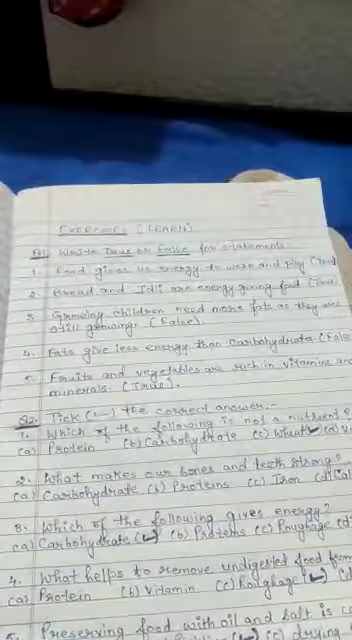 Exercises (LEARN)
Q1. Write True or False for statements
1. Food gives us energy to work and play (True)
2. Bread and Idli are energy giving food (True)
3. Growing children need more fats as they are
still growing. (False).
4. Fats give less energy than carbohydrate. (False
5. Fruits and vegetables are rich in vitamins and
minerals. (True).
Q2. Tick (✓) the correct answer:-
1. Which of the following is not a nutrient?
(a) Protein (b) Carbohydrate (c) Wheat ✓ (d) Vi
2. What makes our bones and teeth strong?
(a) Carbohydrate (b) Proteins (c) Iron (d) Cal
3. Which of the following gives energy?
(a) Carbohydrate (✓) (b) Proteins (c) Roughage (d
4. What helps to remove undigested food from
(a) Protein (b) Vitamin (c) Roughage (✓) (d
5. Preserving food with oil and salt is c
(c) drying